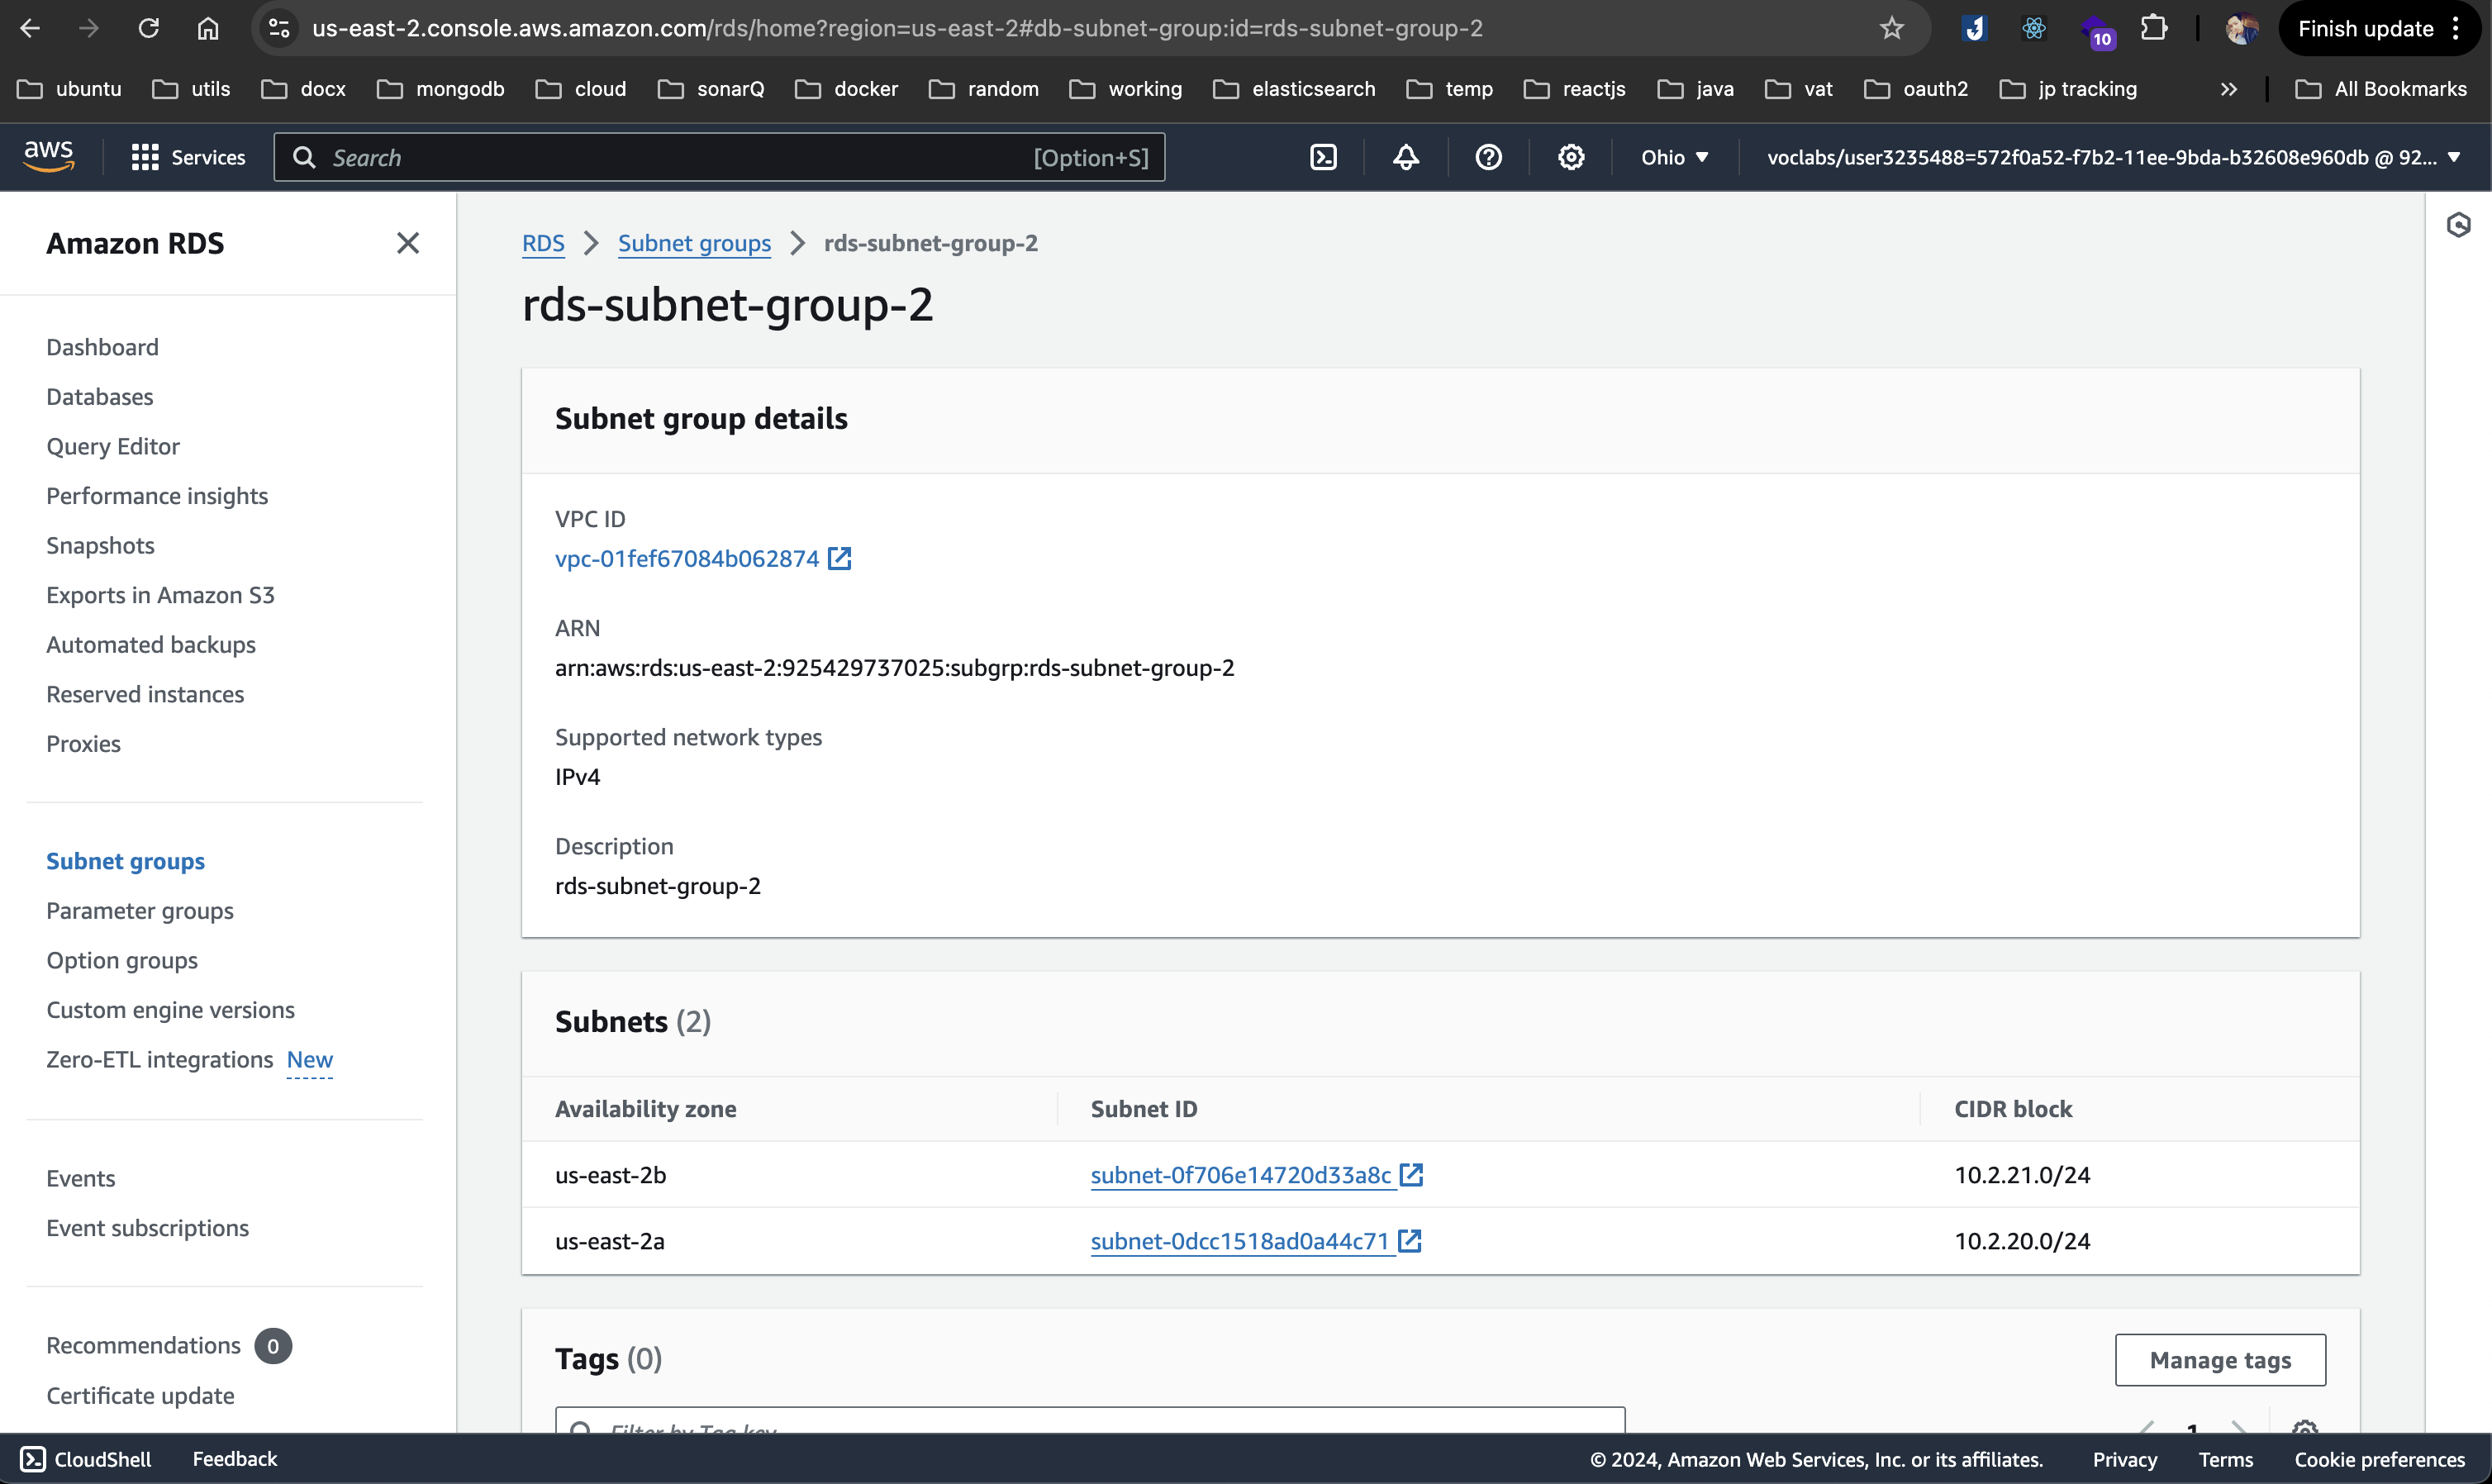 us-east-2.console.aws.amazon.com/rds/home?region=us-east-2#db-subnet-group:id=rds-subnet-group-2
10
Finish update
ubuntu utils docx mongodb cloud sonarQ docker random working elasticsearch temp reactjs java vat oauth2 jp tracking » All Bookmarks
aws Services Search [Option+S] Ohio voclabs/user3235488=572f0a52-f7b2-11ee-9bda-b32608e960db @ 92...
Amazon RDS
Dashboard
Databases
Query Editor
Performance insights
Snapshots
Exports in Amazon S3
Automated backups
Reserved instances
Proxies
Subnet groups
Parameter groups
Option groups
Custom engine versions
Zero-ETL integrations New
Events
Event subscriptions
Recommendations 0
Certificate update
RDS > Subnet groups > rds-subnet-group-2
rds-subnet-group-2
Subnet group details
VPC ID
vpc-01fef67084b062874
ARN
arn:aws:rds:us-east-2:925429737025:subgrp:rds-subnet-group-2
Supported network types
IPv4
Description
rds-subnet-group-2
Subnets (2)
Availability zone Subnet ID CIDR block
us-east-2b subnet-0f706e14720d33a8c 10.2.21.0/24
us-east-2a subnet-0dcc1518ad0a44c71 10.2.20.0/24
Tags (0)
Manage tags
Filter by Tag key
1
CloudShell Feedback
© 2024, Amazon Web Services, Inc. or its affiliates. Privacy Terms Cookie preferences